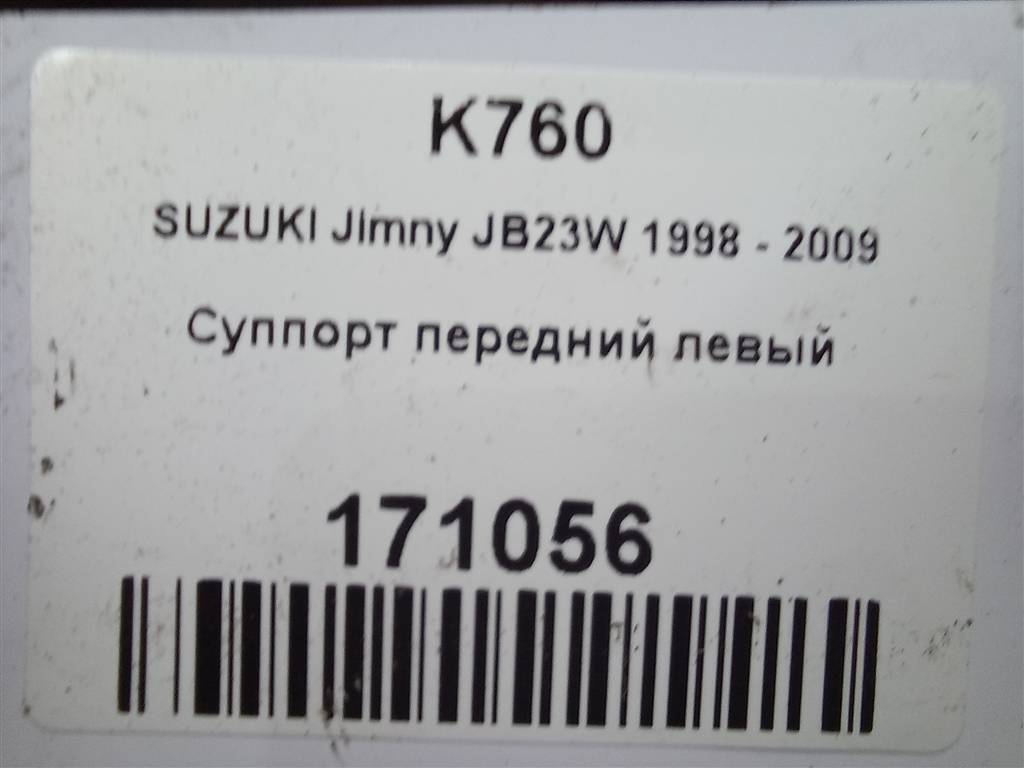 K760
SUZUKI Jimny JB23W 1998 - 2009
Суппорт передний левый
171056